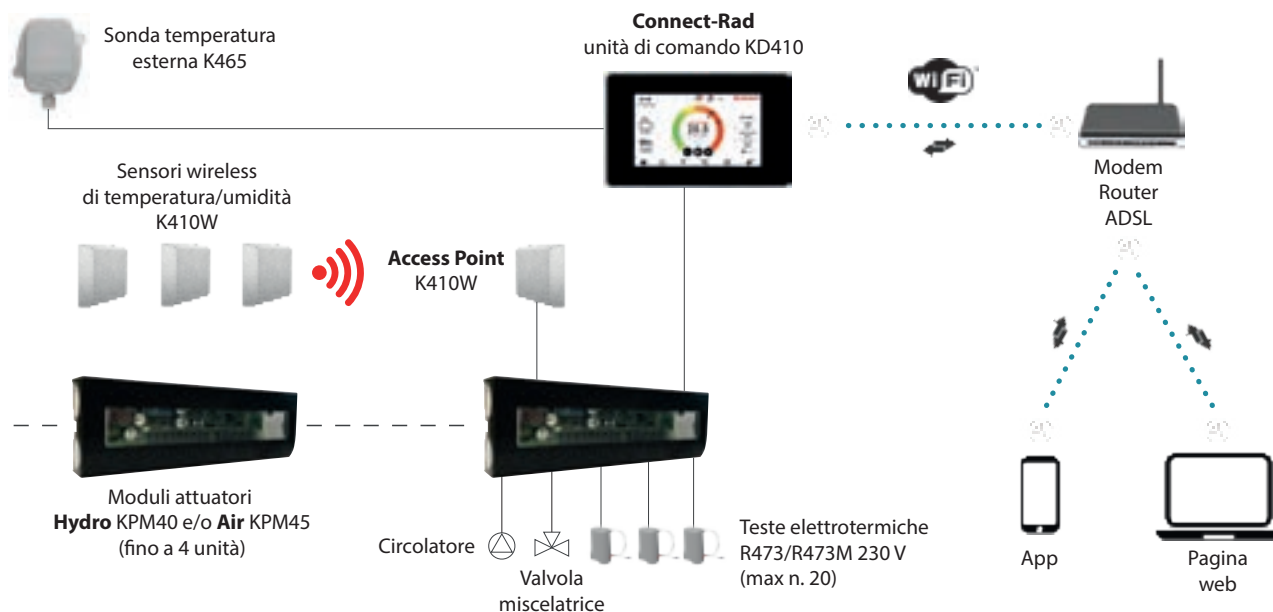 Sonda temperatura
esterna K465
Connect-Rad
unità di comando KD410
Wi Fi
Modem
Router
ADSL
Sensori wireless
di temperatura/umidità
K410W
Access Point
K410W
Moduli attuatori
Hydro KPM40 e/o Air KPM45
(fino a 4 unità)
Circolatore
Valvola
miscelatrice
Teste elettrotermiche
R473/R473M 230 V
(max n. 20)
App
Pagina
web